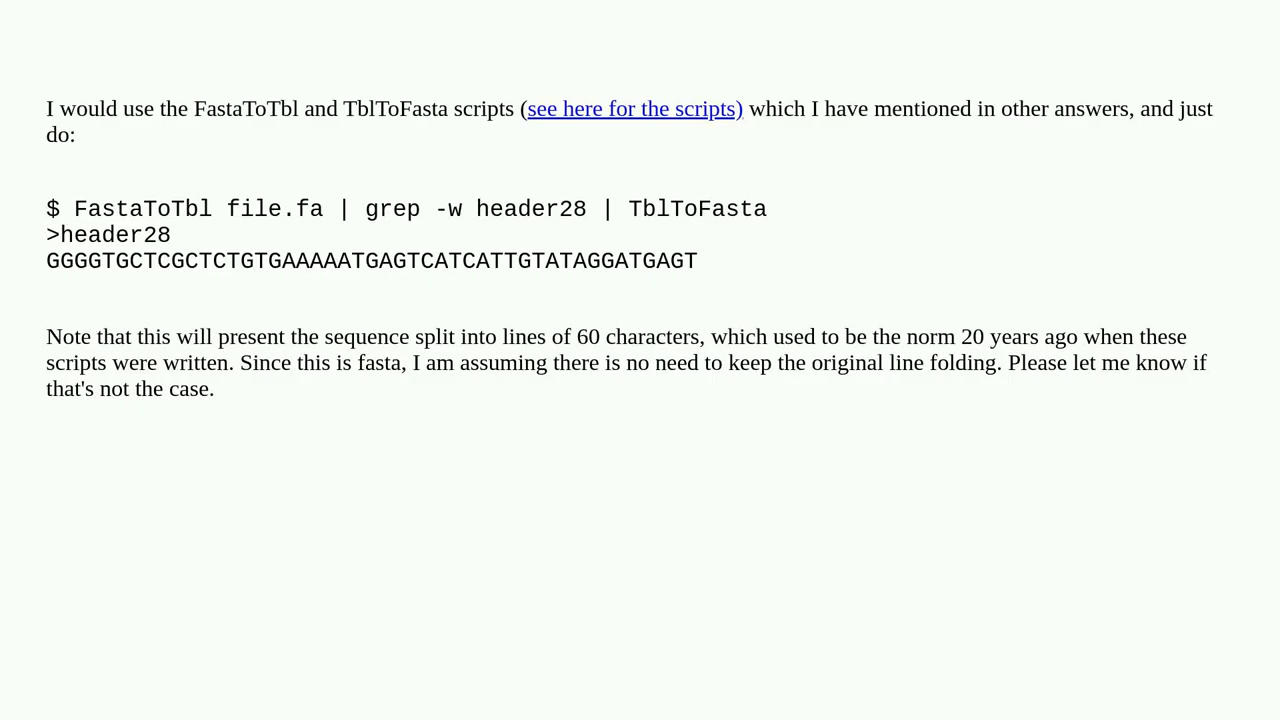 I would use the FastaToTbl and TblToFasta scripts (see here for the scripts) which I have mentioned in other answers, and just
do:
$ FastaToTbl file.fa | grep -w header28 | TblToFasta
>header28
GGGGTGCTCGCTCTGTGAAAAATGAGTCATCATTGTATAGGATGAGT
Note that this will present the sequence split into lines of 60 characters, which used to be the norm 20 years ago when these
scripts were written. Since this is fasta, I am assuming there is no need to keep the original line folding. Please let me know if
that's not the case.